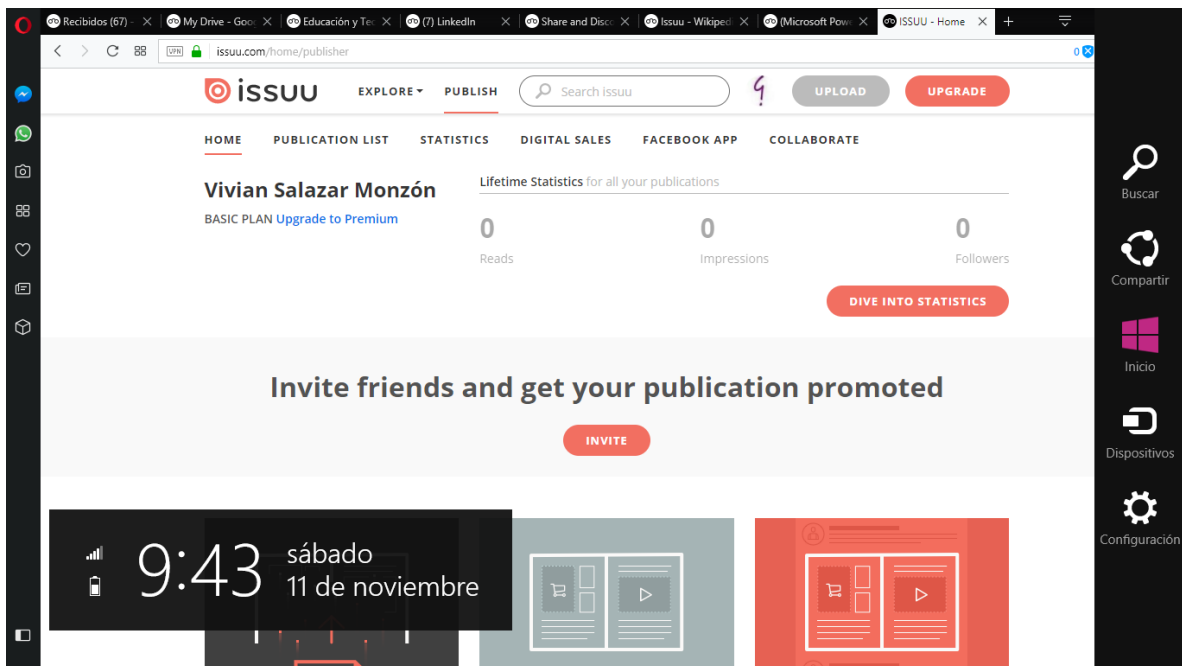 Recibidos (67) - 
My Drive - Goo
Educación y Tec
(7) LinkedIn
Share and Disco
Issuu - Wikiped
(Microsoft Pow
ISSUU - Home
VPN
issuu.com/home/publisher
0
issuu
EXPLORE
PUBLISH
Search issuu
UPLOAD
UPGRADE
HOME
PUBLICATION LIST
STATISTICS
DIGITAL SALES
FACEBOOK APP
COLLABORATE
Vivian Salazar Monzón
BASIC PLAN Upgrade to Premium
Lifetime Statistics for all your publications
0
0
0
Reads
Impressions
Followers
DIVE INTO STATISTICS
Invite friends and get your publication promoted
INVITE
9:43
sábado
11 de noviembre
Buscar
Compartir
Inicio
Dispositivos
Configuración